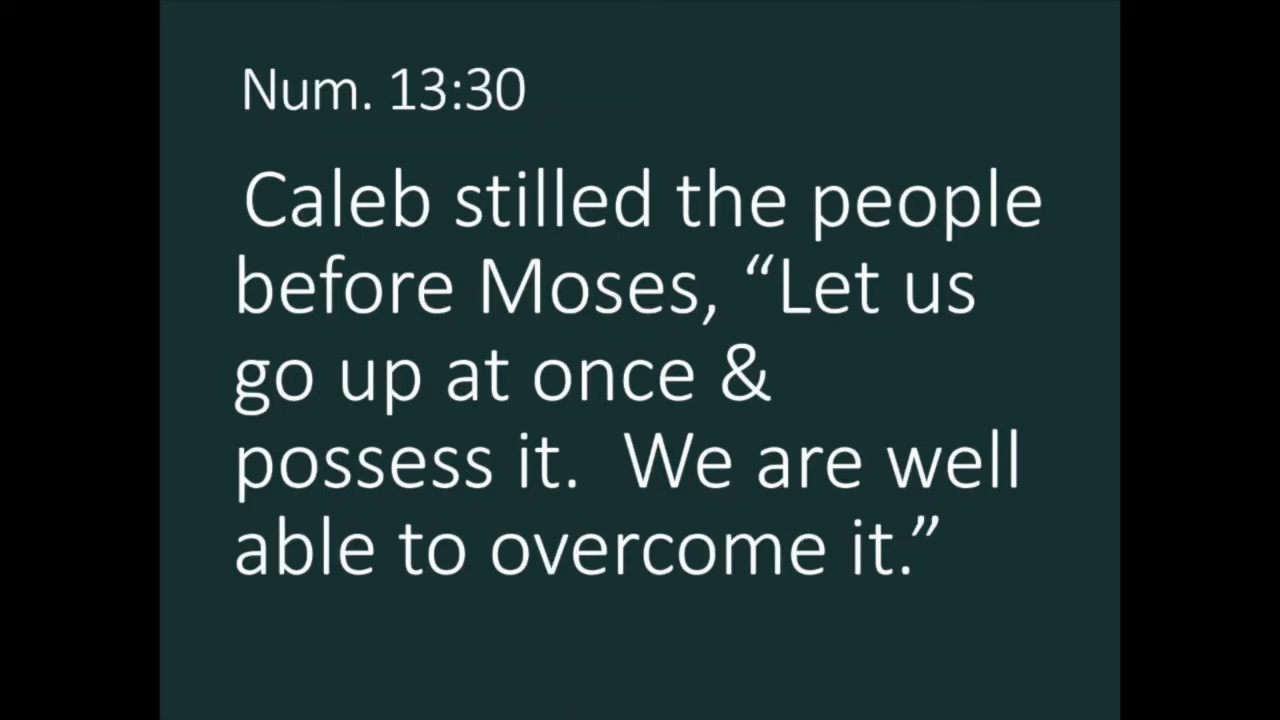 Num. 13:30
Caleb stilled the people
before Moses, “Let us
go up at once &
possess it.  We are well
able to overcome it.”